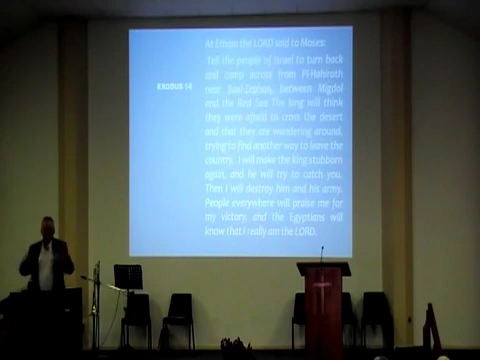 At Etham the LORD said to Moses:
Tell the people of Israel to turn back
and camp across from Pi-Hahiroth
EXODUS 14
near Baal-Zephon, between Migdol
and the Red Sea The king will think
they were afraid to cross the desert
and that they are wandering around,
trying to find another way to leave the
country. I will make the king stubborn
again, and he will try to catch you.
Then I will destroy him and his army.
People everywhere will praise me for
my victory, and the Egyptians will
know that I really am the LORD.